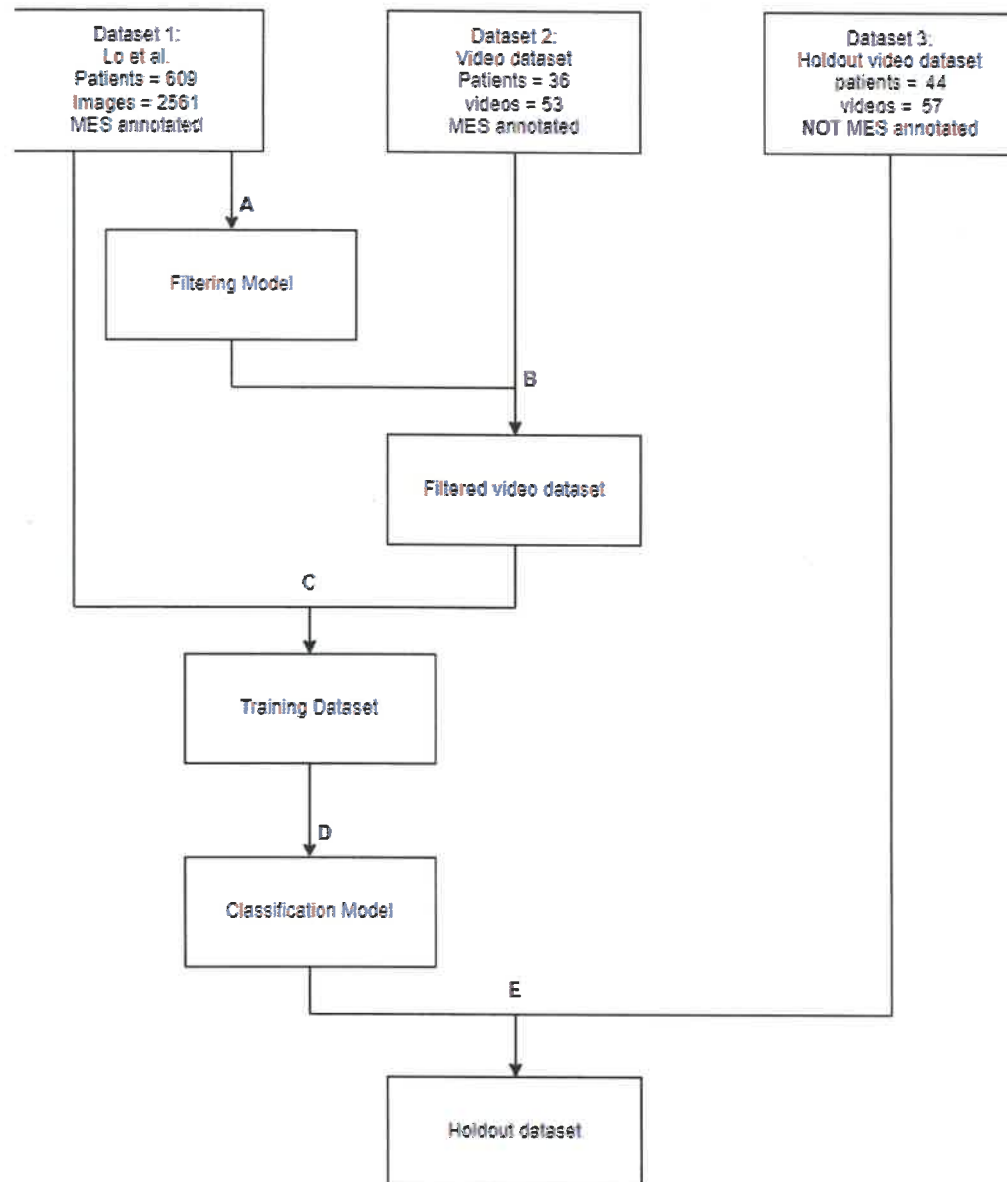 Dataset 1:
Lo et al.
Patients = 609
Images = 2561
MES annotated
Dataset 2:
Video dataset
Patients = 36
videos = 53
MES annotated
Dataset 3:
Holdout video dataset
patients = 44
videos = 57
NOT MES annotated
A
Filtering Model
B
Filtered video dataset
C
Training Dataset
D
Classification Model
E
Holdout dataset